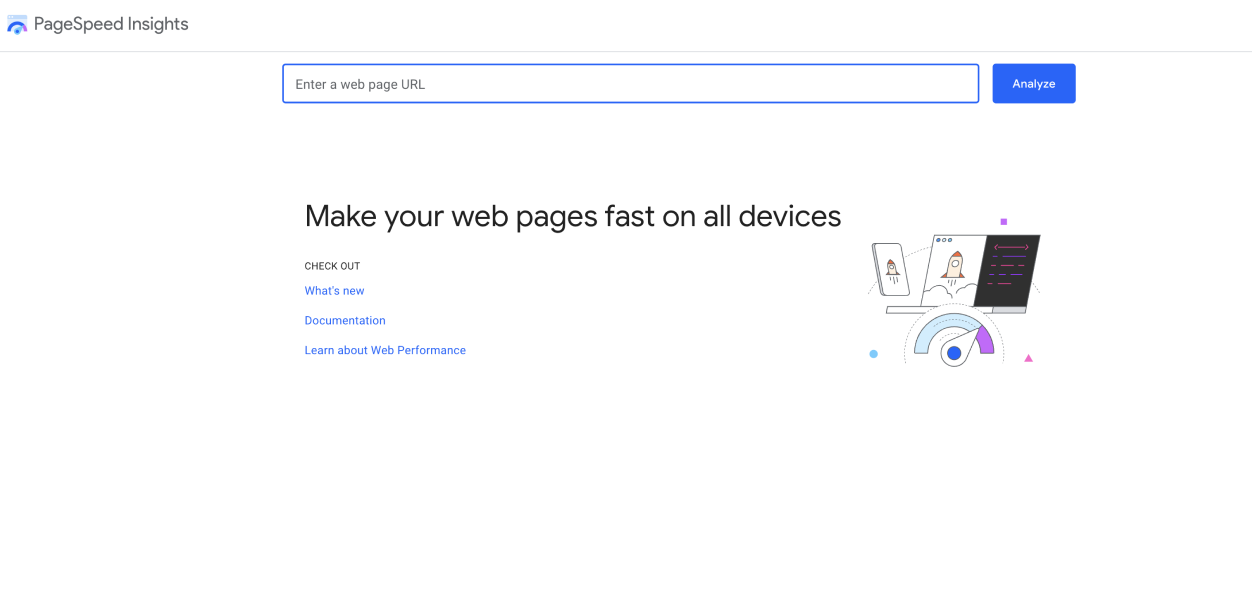 PageSpeed Insights
Enter a web page URL
Analyze
Make your web pages fast on all devices
CHECK OUT
What's new
Documentation
Learn about Web Performance